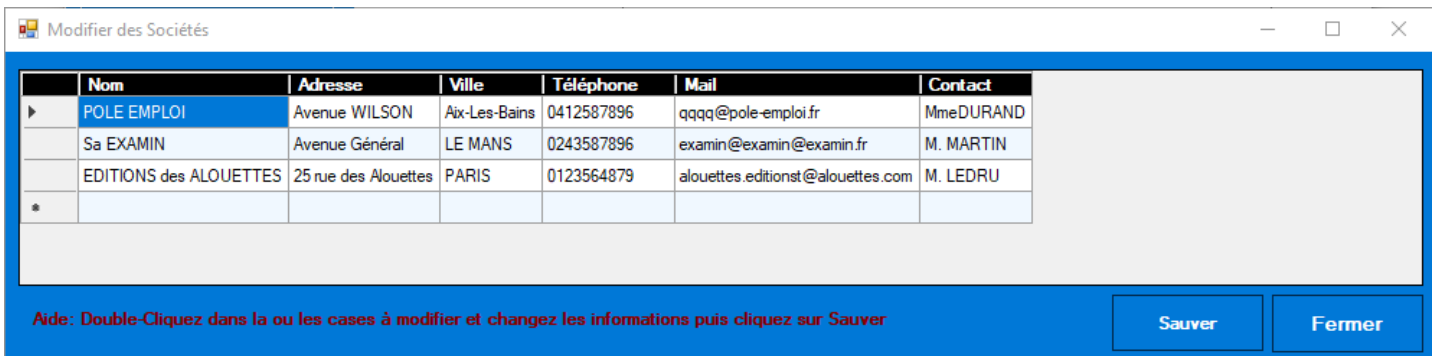 Modifier des Sociétés
Nom Adresse Ville Téléphone Mail Contact
POLE EMPLOI Avenue WILSON Aix-Les-Bains 0412587896 qqqq@pole-emploi.fr MmeDURAND
Sa EXAMIN Avenue Général LE MANS 0243587896 examin@examin@examin.fr M. MARTIN
EDITIONS des ALOUETTES 25 rue des Alouettes PARIS 0123564879 alouettes.editionst@alouettes.com M. LEDRU
Aide: Double-Cliquez dans la ou les cases à modifier et changez les informations puis cliquez sur Sauver
Sauver Fermer